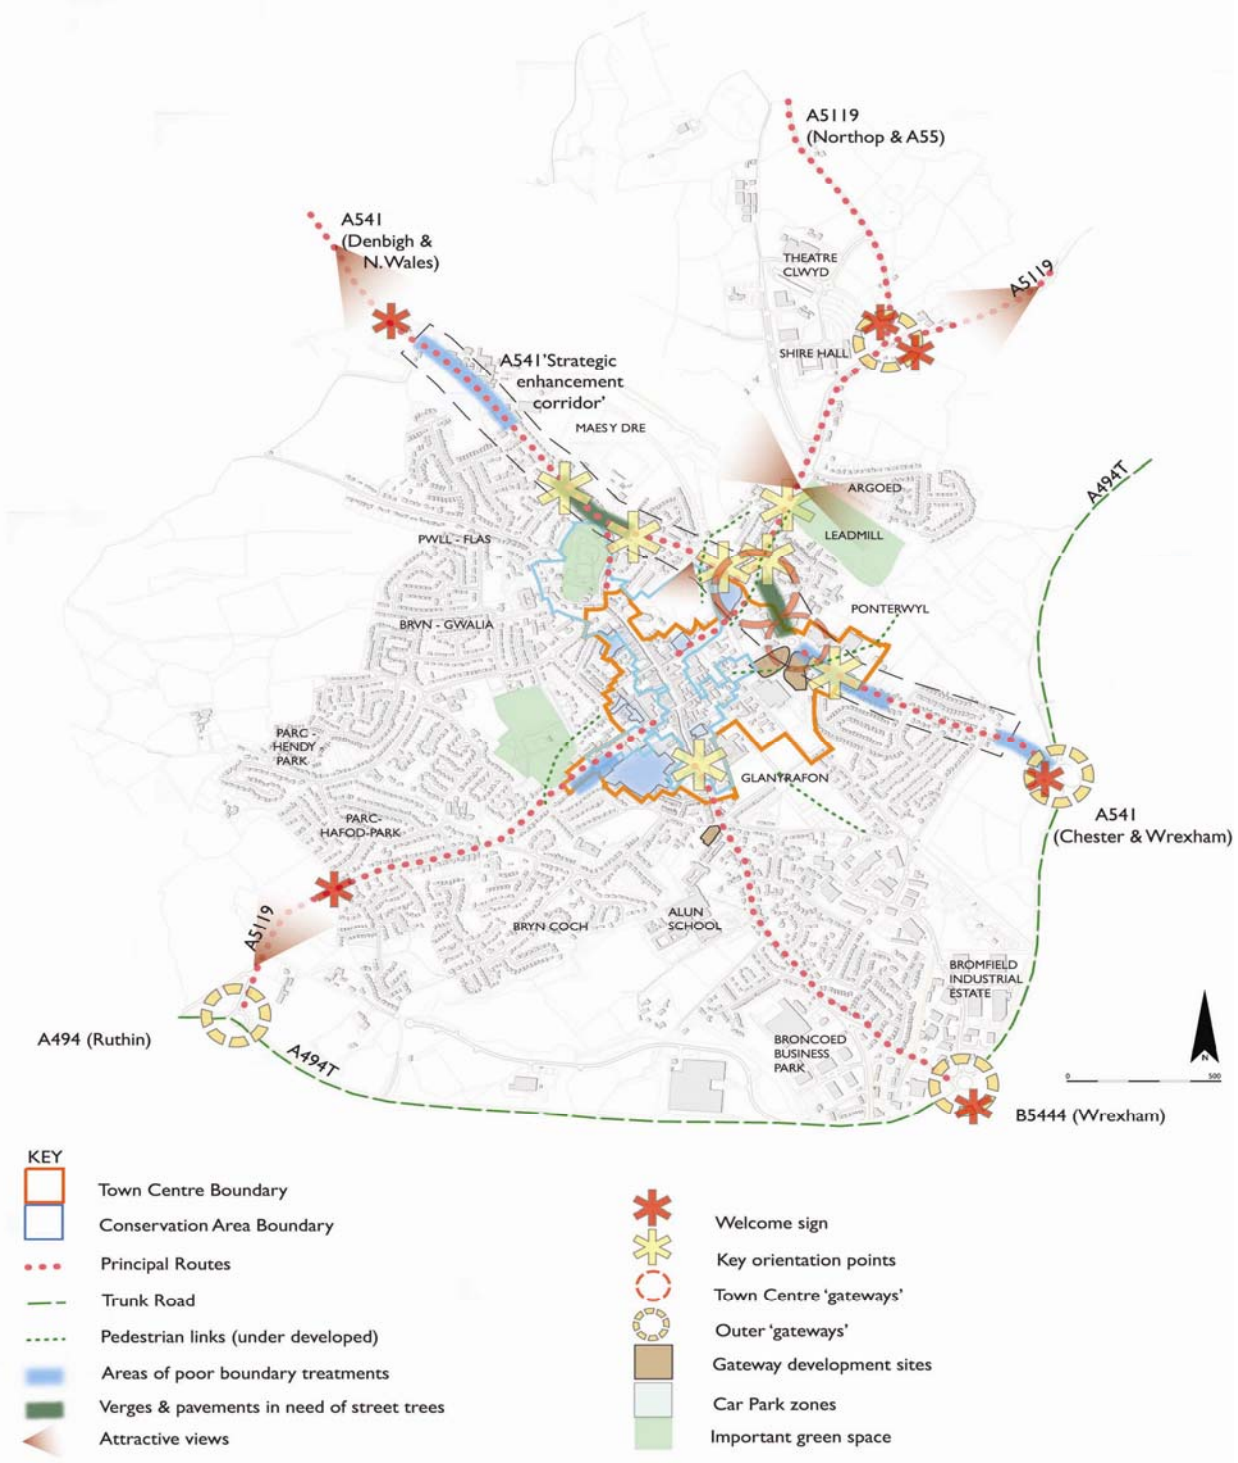 A5119
(Northop & A55)
A541
(Denbigh &
N.Wales)
THEATRE
CLWYD
A5119
SHIRE HALL
A541'Strategic
enhancement
corridor'
MAES Y DRE
A494T
ARGOED
LEADMILL
PWLL - FLAS
PONTERWYL
BRVN - GWALIA
PARC -
HENDY -
PARK
GLANYRAFON
PARC-
HAFOD-PARK
A541
(Chester & Wrexham)
A5119
BRYN COCH
ALUN
SCHOOL
BROMFIELD
INDUSTRIAL
ESTATE
A494 (Ruthin)
A494T
BRONCOED
BUSINESS
PARK
N
0 500
B5444 (Wrexham)
KEY
Town Centre Boundary
Conservation Area Boundary
Principal Routes
Trunk Road
Pedestrian links (under developed)
Areas of poor boundary treatments
Verges & pavements in need of street trees
Attractive views
Welcome sign
Key orientation points
Town Centre 'gateways'
Outer 'gateways'
Gateway development sites
Car Park zones
Important green space